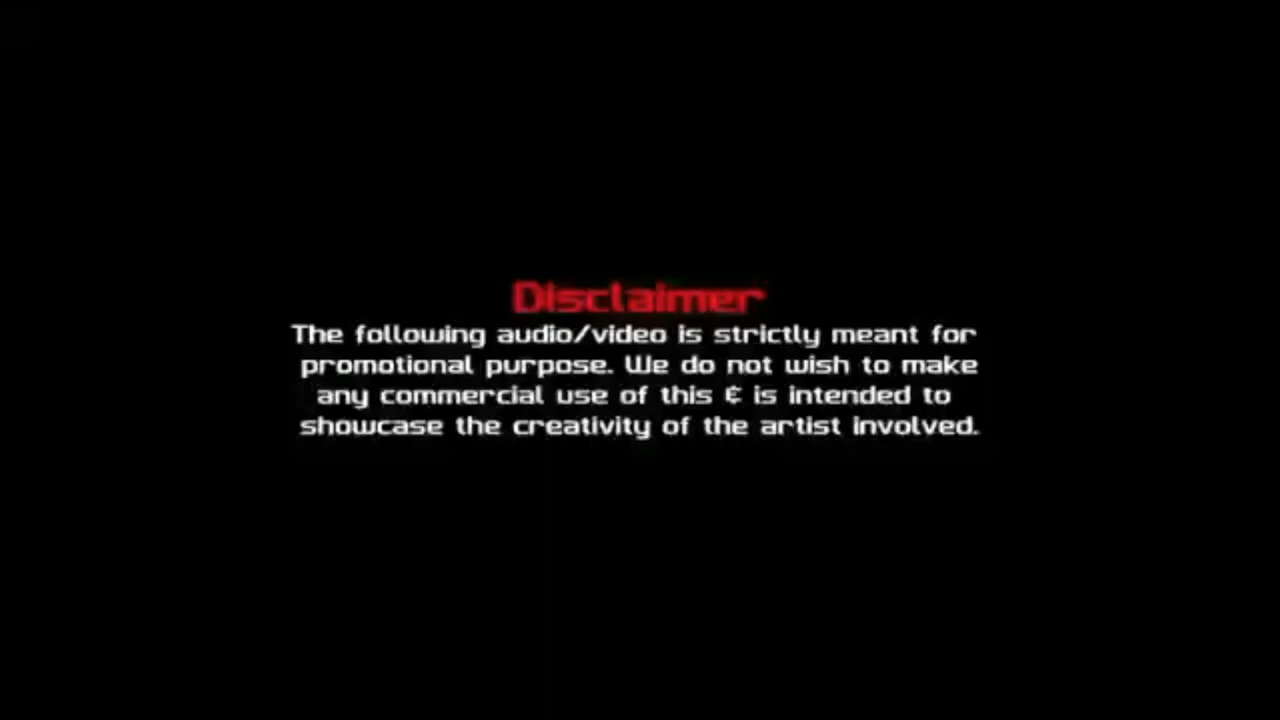 Disclaimer
The following audio/video is strictly meant for
promotional purpose. We do not wish to make
any commercial use of this & is intended to
showcase the creativity of the artist involved.